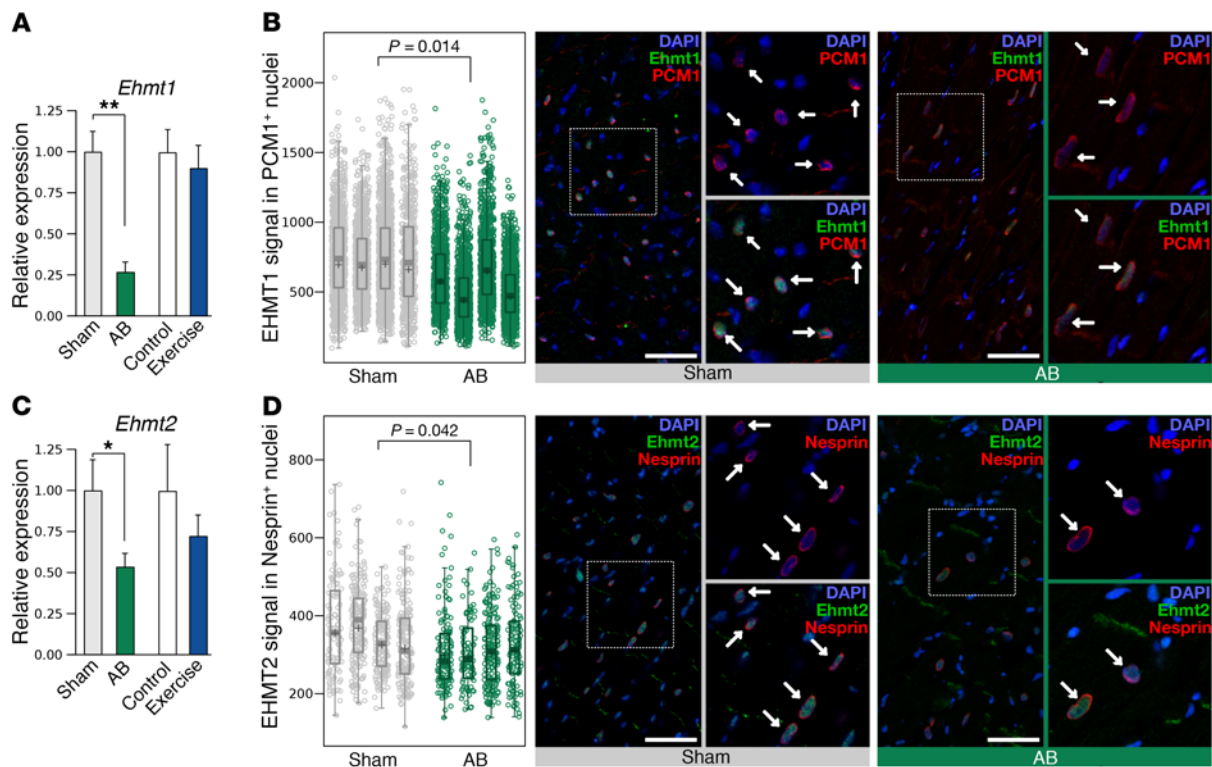 A
Ehmt1
**
Relative expression
1.00
0.75
0.50
0.25
0.00
Sham
AB
Control
Exercise
B
P = 0.014
EHMT1 signal in PCM1+ nuclei
2000
1500
1000
500
Sham
AB
DAPI
Ehmt1
PCM1
DAPI
PCM1
DAPI
Ehmt1
PCM1
Sham
DAPI
Ehmt1
PCM1
DAPI
PCM1
DAPI
Ehmt1
PCM1
AB
C
Ehmt2
*
Relative expression
1.25
1.00
0.75
0.50
0.25
0.00
Sham
AB
Control
Exercise
D
P = 0.042
EHMT2 signal in Nesprin+ nuclei
800
600
400
200
Sham
AB
DAPI
Ehmt2
Nesprin
DAPI
Nesprin
DAPI
Ehmt2
Nesprin
Sham
DAPI
Ehmt2
Nesprin
DAPI
Nesprin
DAPI
Ehmt2
Nesprin
AB